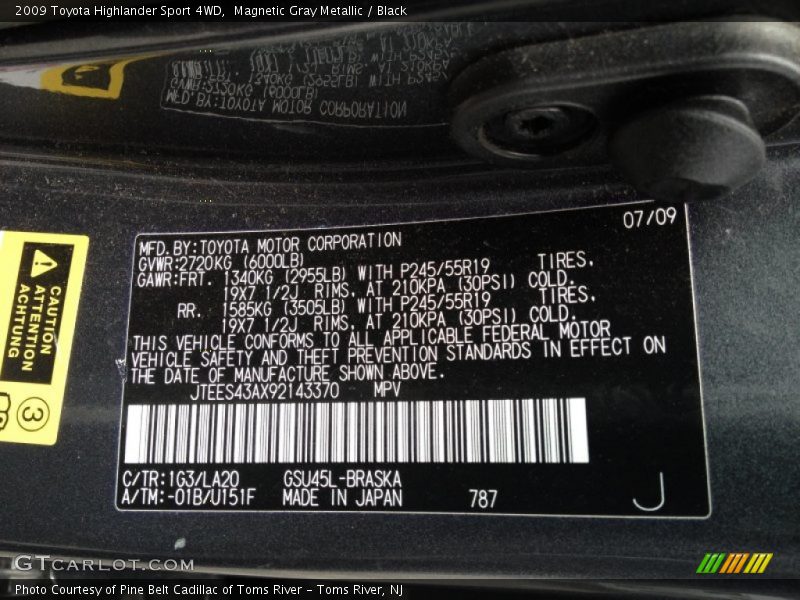 2009 Toyota Highlander Sport 4WD, Magnetic Gray Metallic / Black
MFD.BY:TOYOTA MOTOR CORPORATION 07/09
GVWR:2720KG (6000LB)
GAWR:FRT. 1340KG (2955LB) WITH P245/55R19 TIRES,
19X7 1/2J RIMS, AT 210KPA (30PSI) COLD.
RR. 1585KG (3505LB) WITH P245/55R19 TIRES,
19X7 1/2J RIMS, AT 210KPA (30PSI) COLD.
THIS VEHICLE CONFORMS TO ALL APPLICABLE FEDERAL MOTOR
VEHICLE SAFETY AND THEFT PREVENTION STANDARDS IN EFFECT ON
THE DATE OF MANUFACTURE SHOWN ABOVE.
JTEES43AX92143370 MPV
C/TR:1G3/LA20 GSU45L-BRASKA
A/TM:-01B/U151F MADE IN JAPAN 787 J
CAUTION
ATTENTION
ACHTUNG
3
GTCARLOT.COM
Photo Courtesy of Pine Belt Cadillac of Toms River – Toms River, NJ